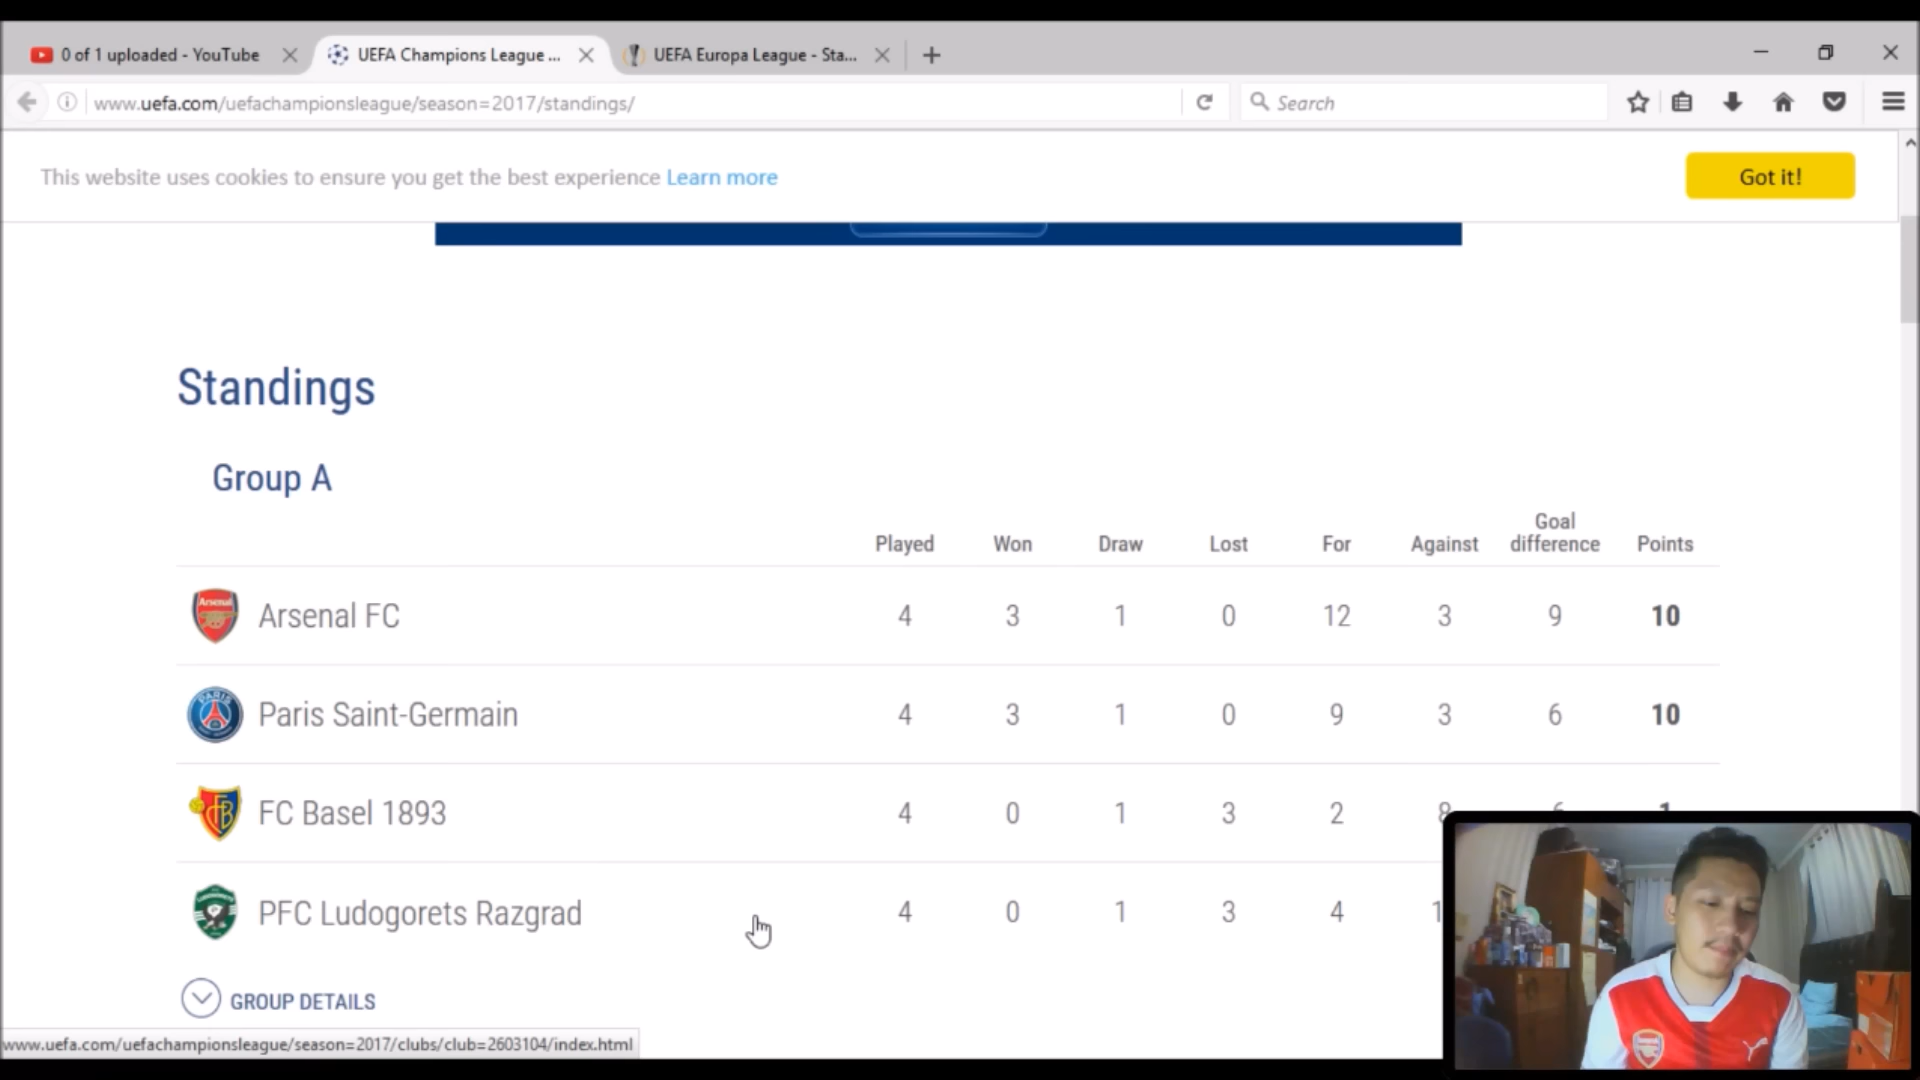 0 of 1 uploaded - YouTube
UEFA Champions League ...
UEFA Europa League - Sta...
www.uefa.com/uefachampionsleague/season=2017/standings/
Search
This website uses cookies to ensure you get the best experience Learn more
Got it!
Standings
Group A
Played Won Draw Lost For Against Goal difference Points
Arsenal FC 4 3 1 0 12 3 9 10
Paris Saint-Germain 4 3 1 0 9 3 6 10
FC Basel 1893 4 0 1 3 2 8
PFC Ludogorets Razgrad 4 0 1 3 4
GROUP DETAILS
www.uefa.com/uefachampionsleague/season=2017/clubs/club=2603104/index.html
Arsenal
PARIS